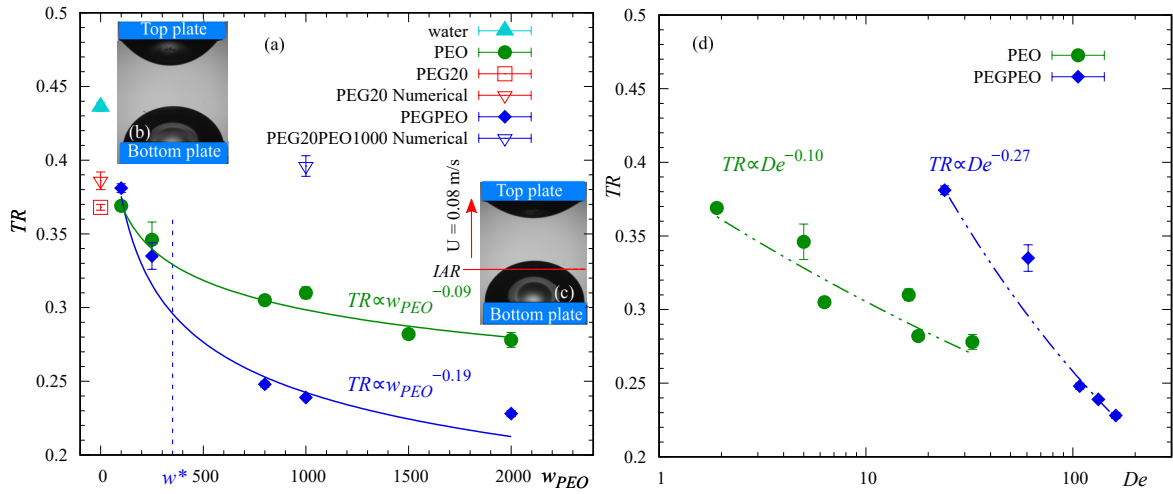 (a)
TR
0.5
0.45
0.4
0.35
0.3
0.25
0.2
0
w*
500
1000
1500
2000
w_PEO
water
PEO
PEG20
PEG20 Numerical
PEGPEO
PEG20PEO1000 Numerical
Top plate
(b)
Bottom plate
U = 0.08 m/s
Top plate
IAR
(c)
Bottom plate
TR∝w_PEO^−0.09
TR∝w_PEO^−0.19
(d)
TR
0.5
0.45
0.4
0.35
0.3
0.25
0.2
1
10
100
De
PEO
PEGPEO
TR∝De^−0.10
TR∝De^−0.27